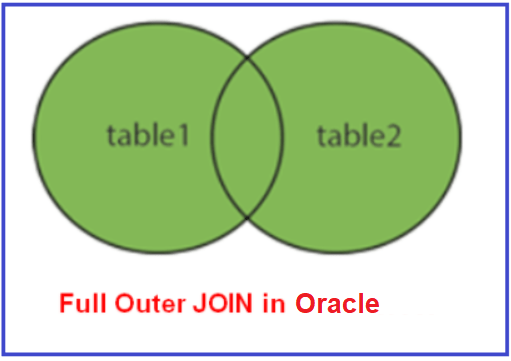 table1 table2
Full Outer JOIN in Oracle